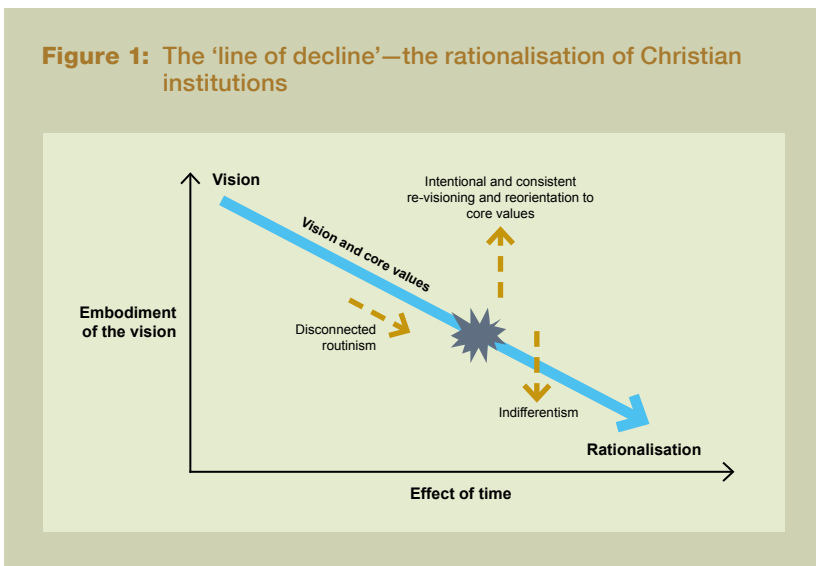 Figure 1: The ‘line of decline’—the rationalisation of Christian
institutions
Vision
Intentional and consistent
re-visioning and reorientation to
core values
Vision and core values
Embodiment
of the vision
Disconnected
routinism
Indifferentism
Rationalisation
Effect of time